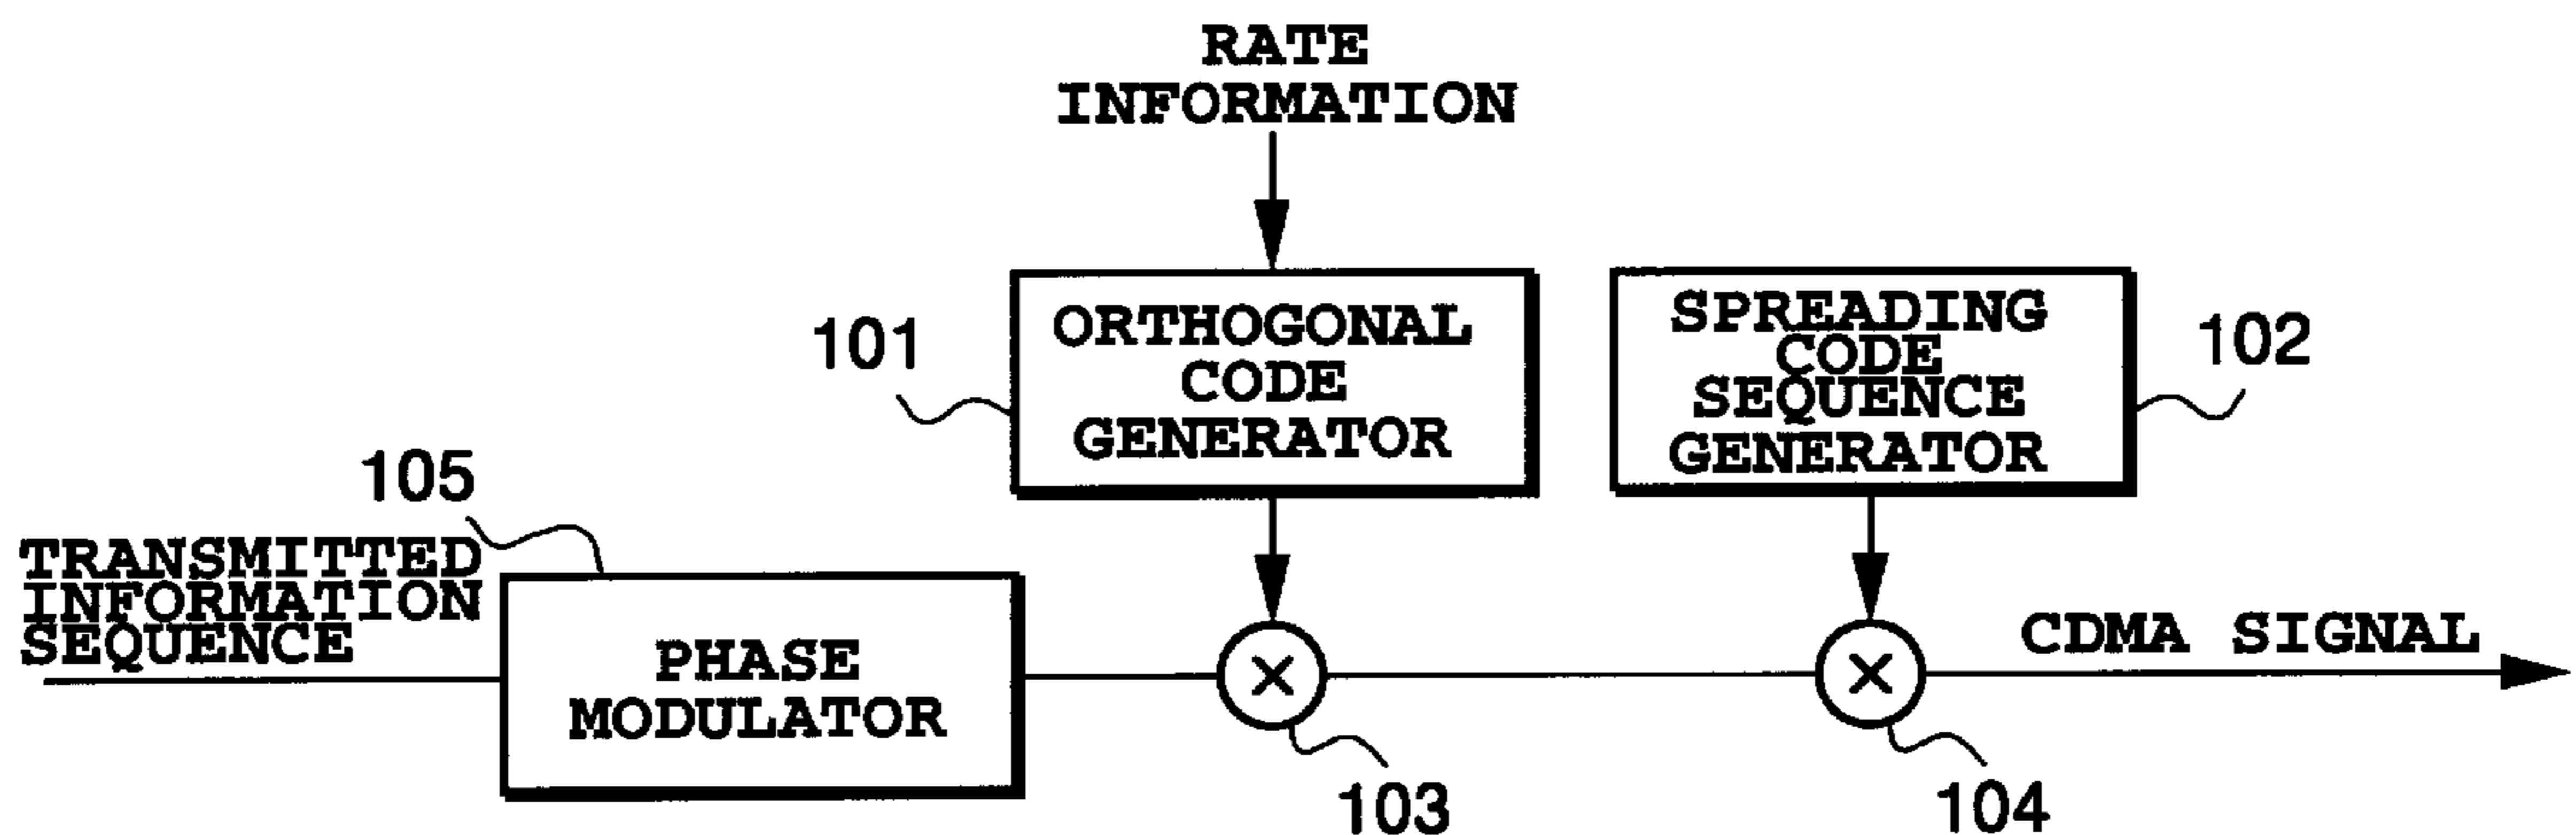 RATE
INFORMATION
ORTHOGONAL
CODE
GENERATOR
101
SPREADING
CODE
SEQUENCE
GENERATOR
102
105
TRANSMITTED
INFORMATION
SEQUENCE
PHASE
MODULATOR
×
×
CDMA SIGNAL
103
104